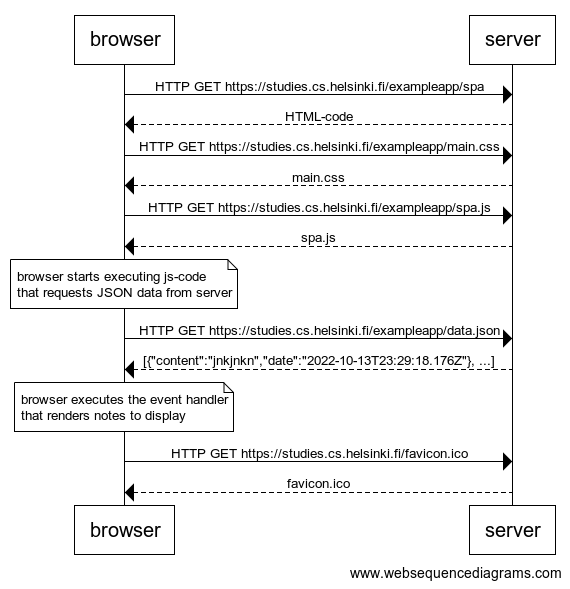 browser
server
HTTP GET https://studies.cs.helsinki.fi/exampleapp/spa
HTML-code
HTTP GET https://studies.cs.helsinki.fi/exampleapp/main.css
main.css
HTTP GET https://studies.cs.helsinki.fi/exampleapp/spa.js
spa.js
browser starts executing js-code
that requests JSON data from server
HTTP GET https://studies.cs.helsinki.fi/exampleapp/data.json
[{"content":"jnkjnkn","date":"2022-10-13T23:29:18.176Z"}, ...]
browser executes the event handler
that renders notes to display
HTTP GET https://studies.cs.helsinki.fi/favicon.ico
favicon.ico
browser
server
www.websequencediagrams.com